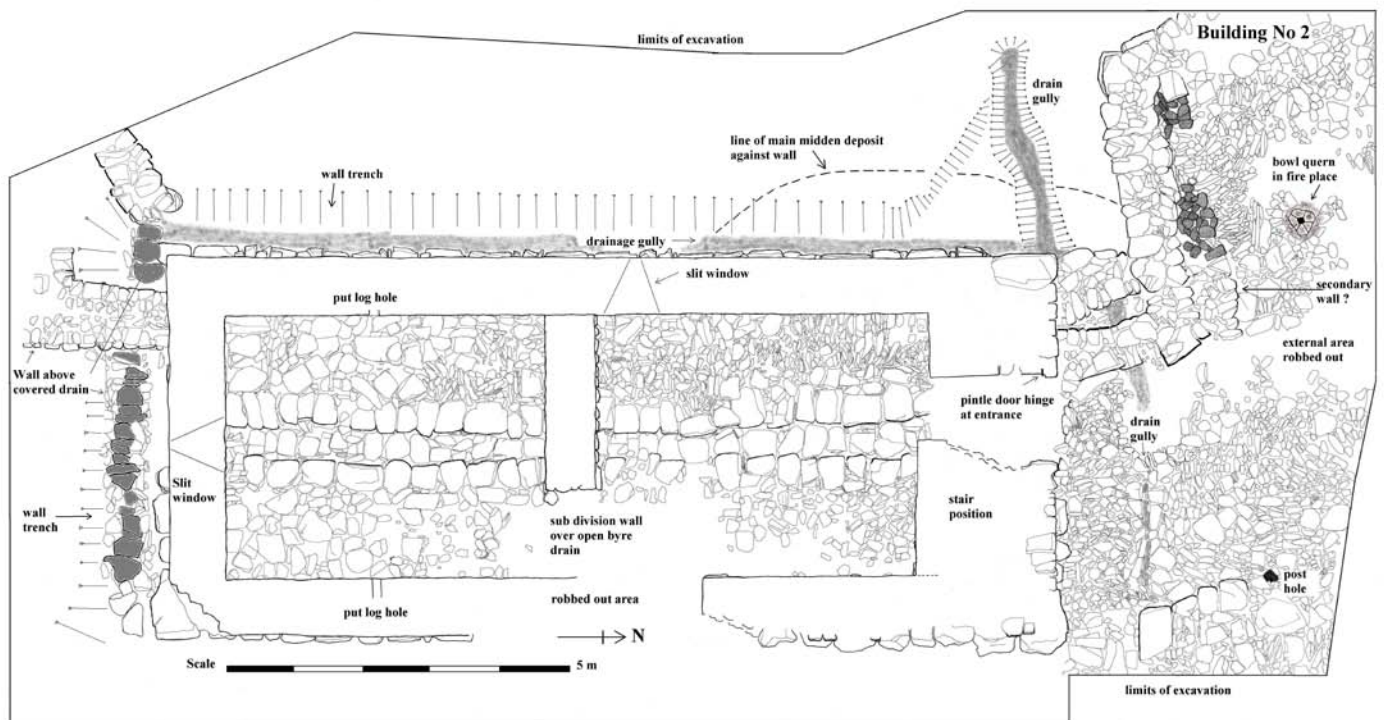 Building No 2
limits of excavation
drain
gully
line of main midden deposit
against wall
bowl quern
in fire place
wall trench
drainage gully
slit window
secondary
wall ?
put log hole
external area
robbed out
Wall above
covered drain
pintle door hinge
at entrance
drain
gully
Slit
window
stair
position
wall
trench
sub division wall
over open byre
drain
post
hole
put log hole
robbed out area
N
Scale
5 m
limits of excavation